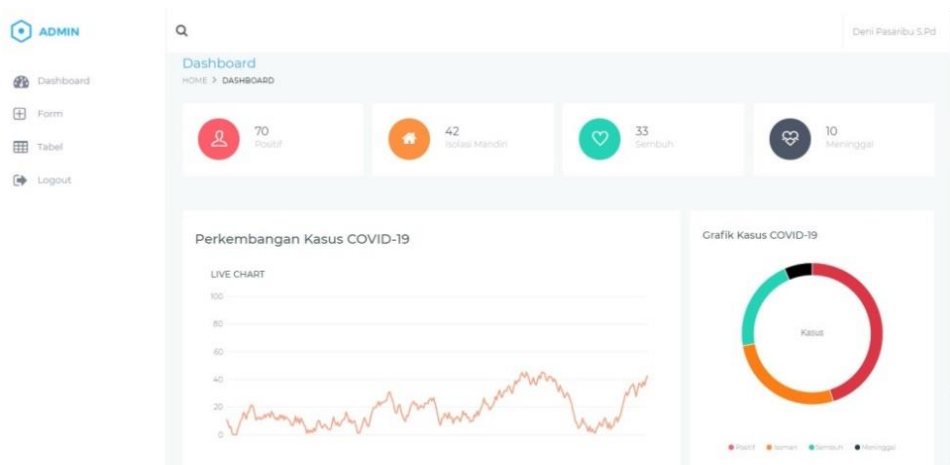 ADMIN
Deni Pasaribu S.Pd
Dashboard
Form
Tabel
Logout
Dashboard
HOME > DASHBOARD
70
Positif
42
Isolasi Mandiri
33
Sembuh
10
Meninggal
Perkembangan Kasus COVID-19
LIVE CHART
100
80
60
40
20
0
Grafik Kasus COVID-19
Kasus
Positif
Isoman
Sembuh
Meninggal